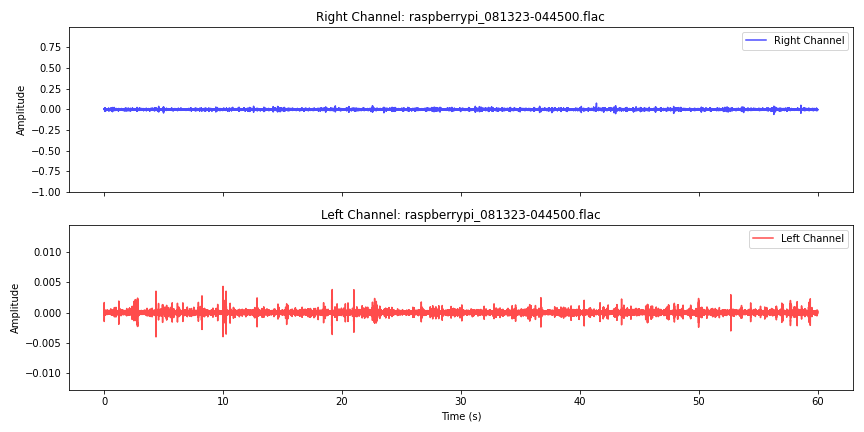 Right Channel: raspberrypi_081323-044500.flac
Right Channel
0.75
0.50
0.25
0.00
−0.25
−0.50
−0.75
−1.00
Amplitude
Left Channel: raspberrypi_081323-044500.flac
Left Channel
0.010
0.005
0.000
−0.005
−0.010
Amplitude
0 10 20 30 40 50 60
Time (s)